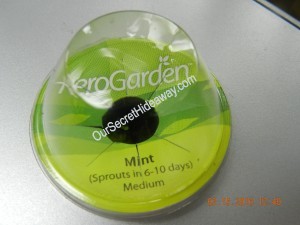 AeroGarden
OurSecretHideaway.com
Mint
(Sprouts in 6-10 days)
Medium